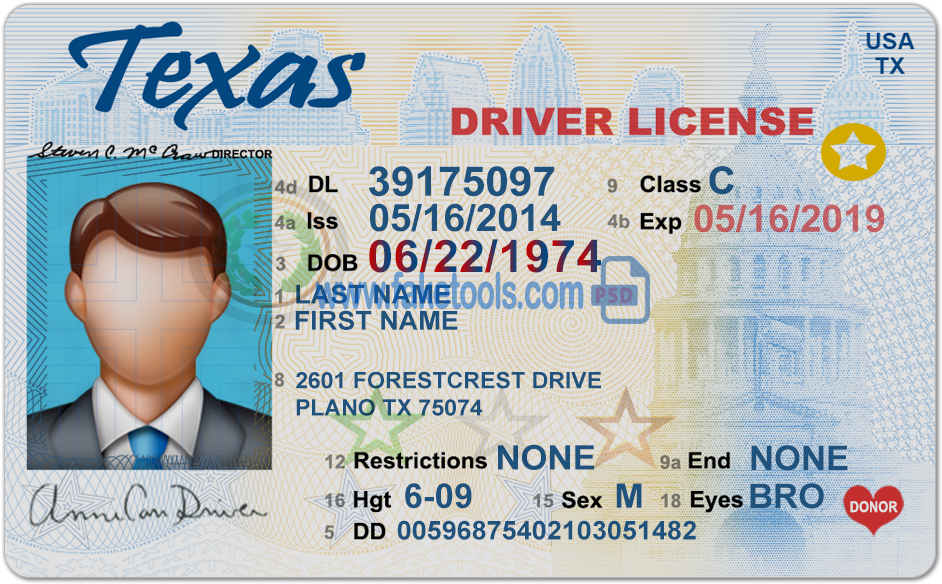 Texas
USA
TX
DRIVER LICENSE
Steven C. McCraw DIRECTOR
4d DL 39175097 9 Class C
4a Iss 05/16/2014 4b Exp 05/16/2019
3 DOB 06/22/1974
1 LAST NAME
www.faketools.com PSD
2 FIRST NAME
8 2601 FORESTCREST DRIVE
PLANO TX 75074
12 Restrictions NONE 9a End NONE
16 Hgt 6-09 15 Sex M 18 Eyes BRO
5 DD 00596875402103051482
DONOR